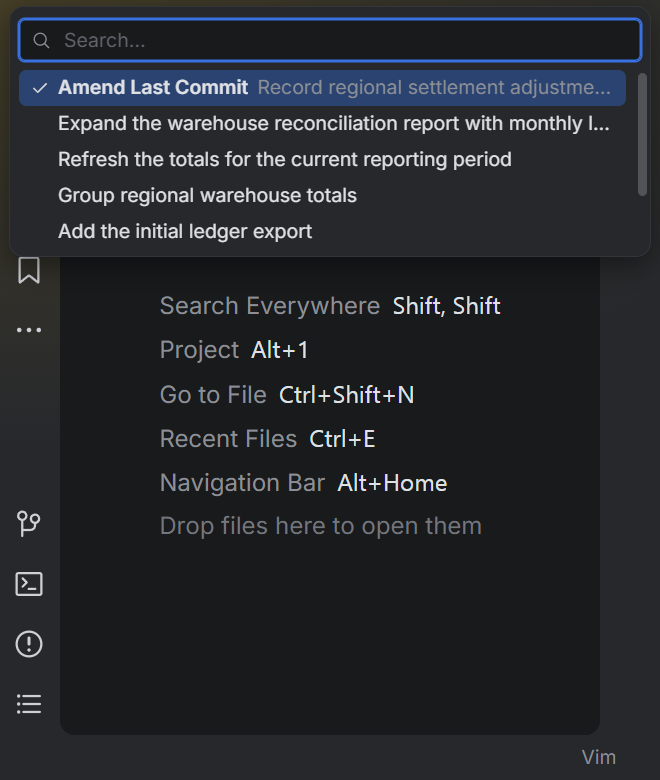 Search...
Amend Last Commit Record regional settlement adjustme...
Expand the warehouse reconciliation report with monthly l...
Refresh the totals for the current reporting period
Group regional warehouse totals
Add the initial ledger export
Search Everywhere Shift, Shift
Project Alt+1
Go to File Ctrl+Shift+N
Recent Files Ctrl+E
Navigation Bar Alt+Home
Drop files here to open them
Vim